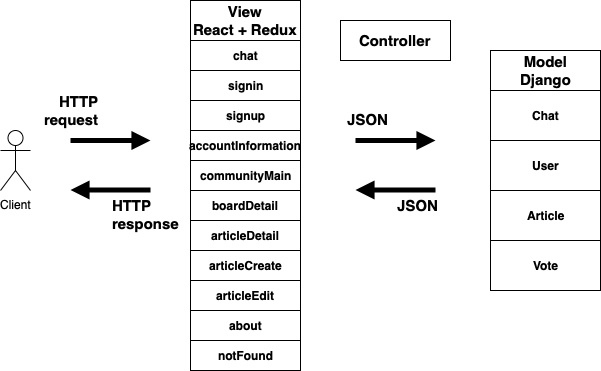 View
React + Redux
chat
signin
signup
accountInformation
communityMain
boardDetail
articleDetail
articleCreate
articleEdit
about
notFound
Controller
Model
Django
Chat
User
Article
Vote
HTTP
request
HTTP
response
JSON
JSON
Client